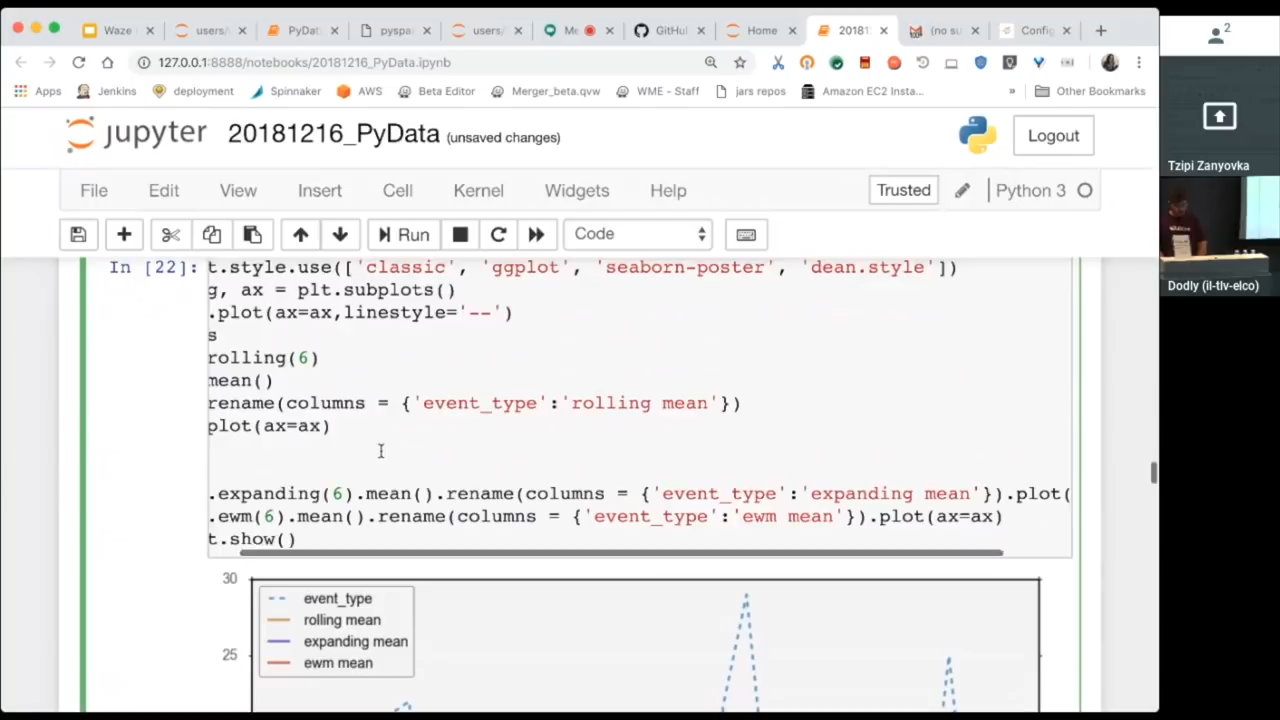 Waze
users/
PyDat
pyspa
users/
Me
GitHul
Home
20181
(no su
Config
2
127.0.0.1:8888/notebooks/20181216_PyData.ipynb
Apps Jenkins deployment Spinnaker AWS Beta Editor Merger_beta.qvw WME - Staff jars repos Amazon EC2 Insta... » Other Bookmarks
jupyter 20181216_PyData (unsaved changes) Logout
Tzipi Zanyovka
File Edit View Insert Cell Kernel Widgets Help Trusted Python 3
Run Code
Dodly (il-tlv-elco)
In [22]: t.style.use(['classic', 'ggplot', 'seaborn-poster', 'dean.style'])
g, ax = plt.subplots()
.plot(ax=ax,linestyle='--')
s
rolling(6)
mean()
rename(columns = {'event_type':'rolling mean'})
plot(ax=ax)
.expanding(6).mean().rename(columns = {'event_type':'expanding mean'}).plot(
.ewm(6).mean().rename(columns = {'event_type':'ewm mean'}).plot(ax=ax)
t.show()
30
event_type
rolling mean
expanding mean
25
ewm mean